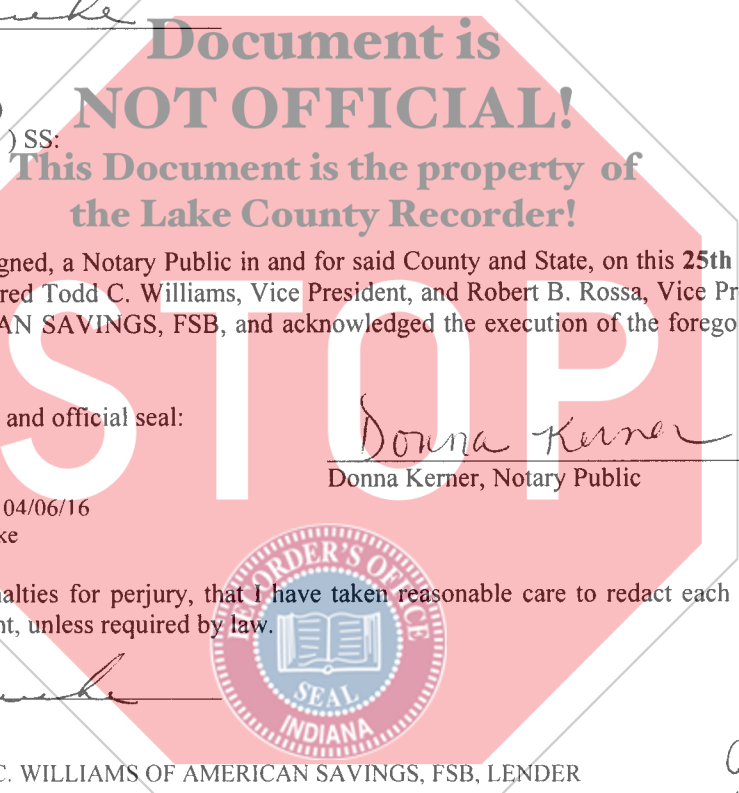 Document is
NOT OFFICIAL!
) SS:
This Document is the property of
the Lake County Recorder!
gned, a Notary Public in and for said County and State, on this 25th
red Todd C. Williams, Vice President, and Robert B. Rossa, Vice Pr
AN SAVINGS, FSB, and acknowledged the execution of the forego
STOP
and official seal:
Donna Kerner
Donna Kerner, Notary Public
04/06/16
ke
RECORDER'S OFFICE
alties for perjury, that I have taken reasonable care to redact each
nt, unless required by law.
SEAL
INDIANA
C. WILLIAMS OF AMERICAN SAVINGS, FSB, LENDER